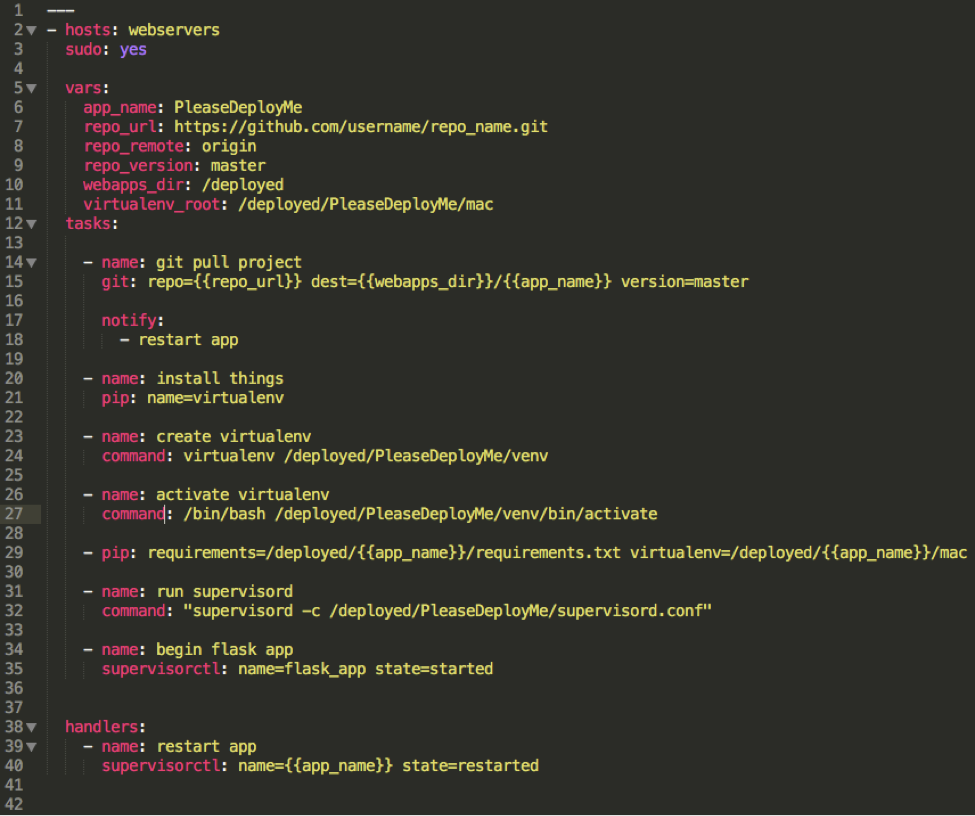 1 ---
2 - hosts: webservers
3   sudo: yes
4
5   vars:
6     app_name: PleaseDeployMe
7     repo_url: https://github.com/username/repo_name.git
8     repo_remote: origin
9     repo_version: master
10     webapps_dir: /deployed
11     virtualenv_root: /deployed/PleaseDeployMe/mac
12   tasks:
13
14     - name: git pull project
15       git: repo={{repo_url}} dest={{webapps_dir}}/{{app_name}} version=master
16
17       notify:
18         - restart app
19
20     - name: install things
21       pip: name=virtualenv
22
23     - name: create virtualenv
24       command: virtualenv /deployed/PleaseDeployMe/venv
25
26     - name: activate virtualenv
27       command: /bin/bash /deployed/PleaseDeployMe/venv/bin/activate
28
29     - pip: requirements=/deployed/{{app_name}}/requirements.txt virtualenv=/deployed/{{app_name}}/mac
30
31     - name: run supervisord
32       command: "supervisord -c /deployed/PleaseDeployMe/supervisord.conf"
33
34     - name: begin flask app
35       supervisorctl: name=flask_app state=started
36
37
38   handlers:
39     - name: restart app
40       supervisorctl: name={{app_name}} state=restarted
41
42